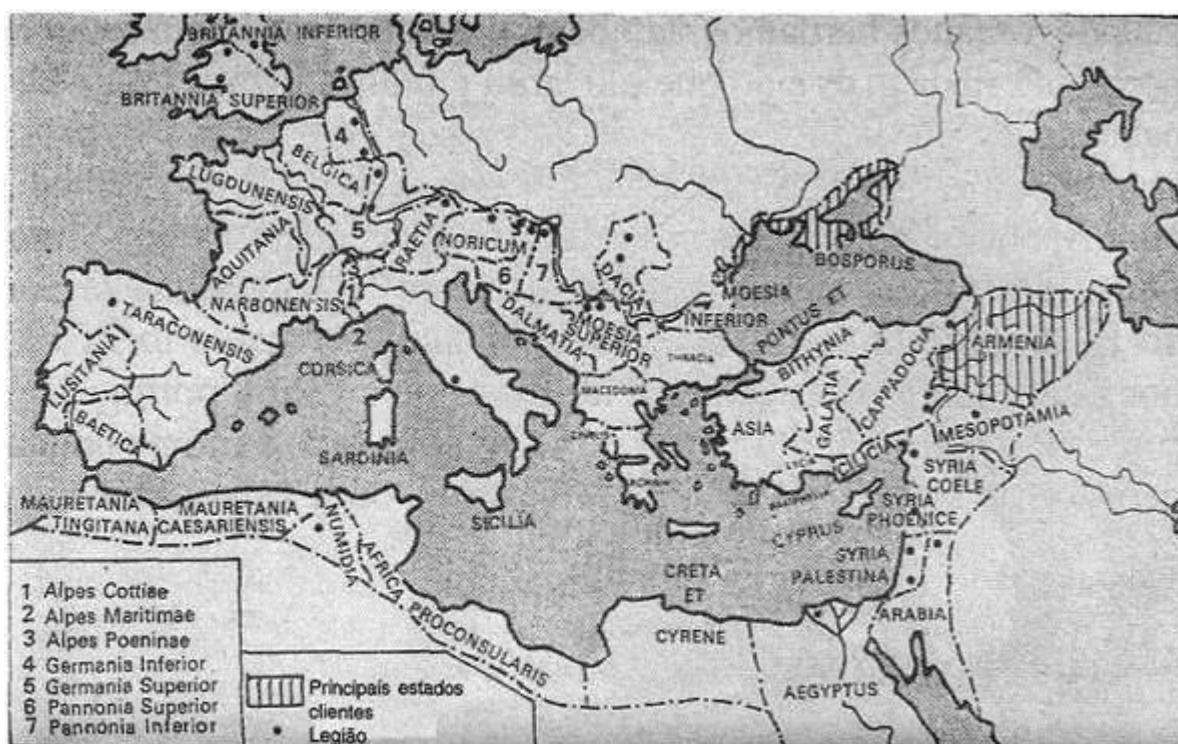 BRITANNIA INFERIOR
BRITANNIA SUPERIOR
4
BELGICA
LUGDUNENSIS
5
RAETIA
NORICUM
3
AQUITANIA
6
7
DACIA
BOSPORUS
NARBONENSIS
1
DALMATIA
MOESIA
SUPERIOR
MOESIA
INFERIOR
PONTUS ET
BITHYNIA
ARMENIA
TARACONENSIS
2
CORSICA
THRACIA
MACEDONIA
GALATIA
CAPPADOCIA
LUSITANIA
BAETICA
SARDINIA
EPIRUS
ASIA
MESOPOTAMIA
CILICIA
SYRIA
COELE
MAURETANIA
TINGITANA
MAURETANIA
CAESARIENSIS
NUMIDIA
SICILIA
ACHAIA
CYPRUS
SYRIA
PHOENICE
AFRICA
PROCONSULARIS
CRETA
ET
CYRENE
SYRIA
PALESTINA
ARABIA
AEGYPTUS
1 Alpes Cottiae
2 Alpes Maritimae
3 Alpes Poeninae
4 Germania Inferior
5 Germania Superior
6 Pannonia Superior
7 Pannonia Inferior
Principais estados
clientes
Legião